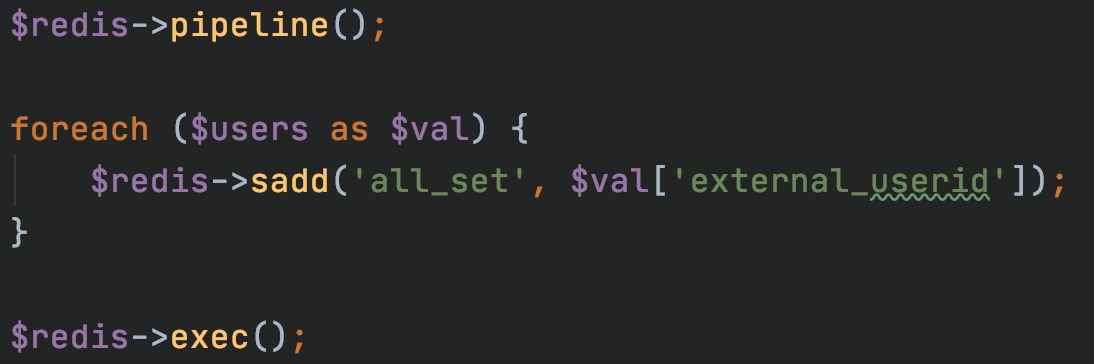 $redis->pipeline();
foreach ($users as $val) {
    $redis->sadd('all_set', $val['external_userid']);
}
$redis->exec();